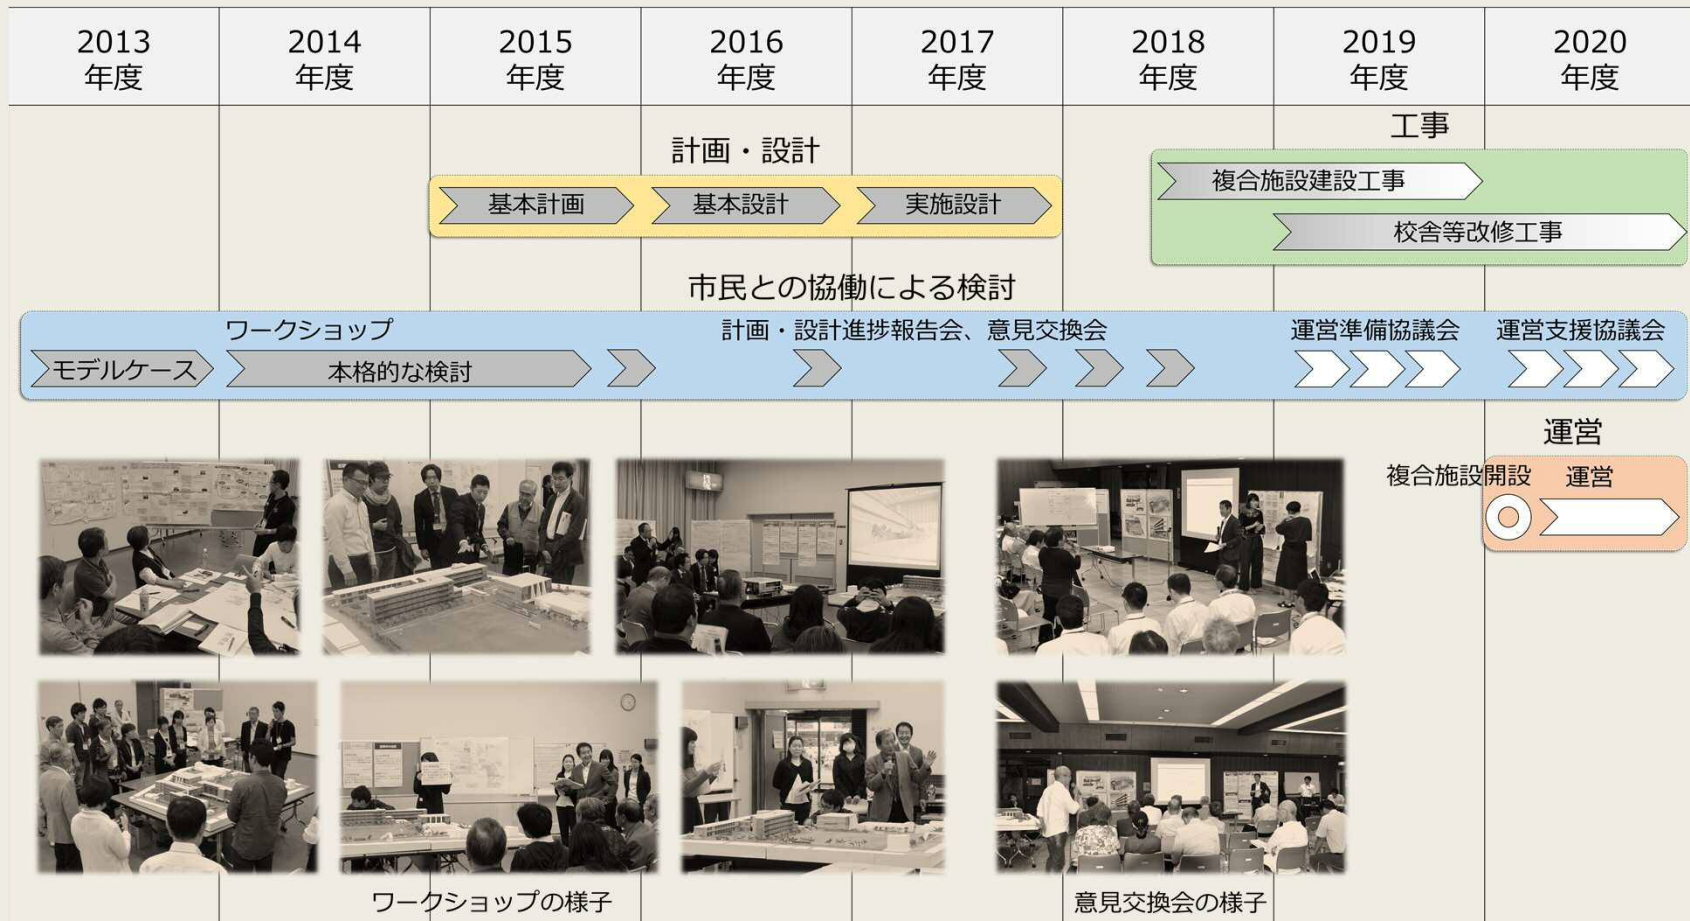 2013
年度
2014
年度
2015
年度
2016
年度
2017
年度
2018
年度
2019
年度
2020
年度
計画・設計
工事
基本計画
基本設計
実施設計
複合施設建設工事
校舎等改修工事
市民との協働による検討
ワークショップ
計画・設計進捗報告会、意見交換会
運営準備協議会
運営支援協議会
モデルケース
本格的な検討
運営
複合施設開設
運営
ワークショップの様子
意見交換会の様子